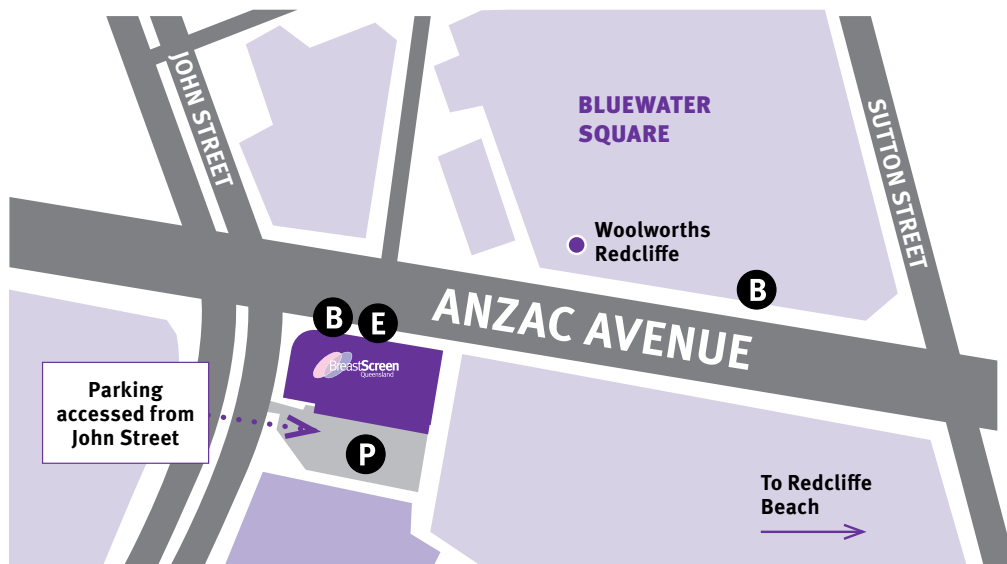 JOHN STREET
BLUEWATER
SQUARE
SUTTON STREET
Woolworths
Redcliffe
B
B
E
ANZAC AVENUE
BreastScreen
Queensland
Parking
accessed from
John Street
P
To Redcliffe
Beach